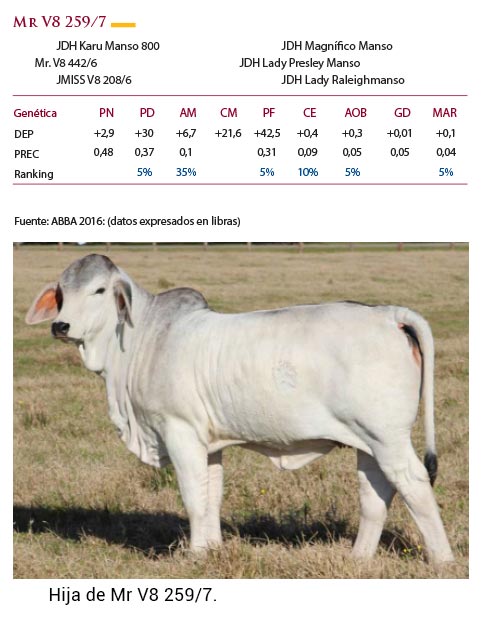 Mr V8 259/7
JDH Karu Manso 800 JDH Magnífico Manso
Mr. V8 442/6 JDH Lady Presley Manso
JMISS V8 208/6 JDH Lady Raleighmanso
Genética PN PD AM CM PF CE AOB GD MAR
DEP +2,9 +30 +6,7 +21,6 +42,5 +0,4 +0,3 +0,01 +0,1
PREC 0,48 0,37 0,1 0,31 0,09 0,05 0,05 0,04
Ranking 5% 35% 5% 10% 5% 5%
Fuente: ABBA 2016: (datos expresados en libras)
Hija de Mr V8 259/7.